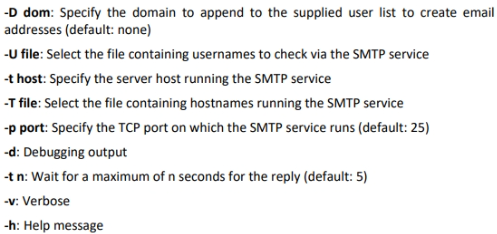 -D dom: Specify the domain to append to the supplied user list to create email
addresses (default: none)
-U file: Select the file containing usernames to check via the SMTP service
-t host: Specify the server host running the SMTP service
-T file: Select the file containing hostnames running the SMTP service
-p port: Specify the TCP port on which the SMTP service runs (default: 25)
-d: Debugging output
-t n: Wait for a maximum of n seconds for the reply (default: 5)
-v: Verbose
-h: Help message